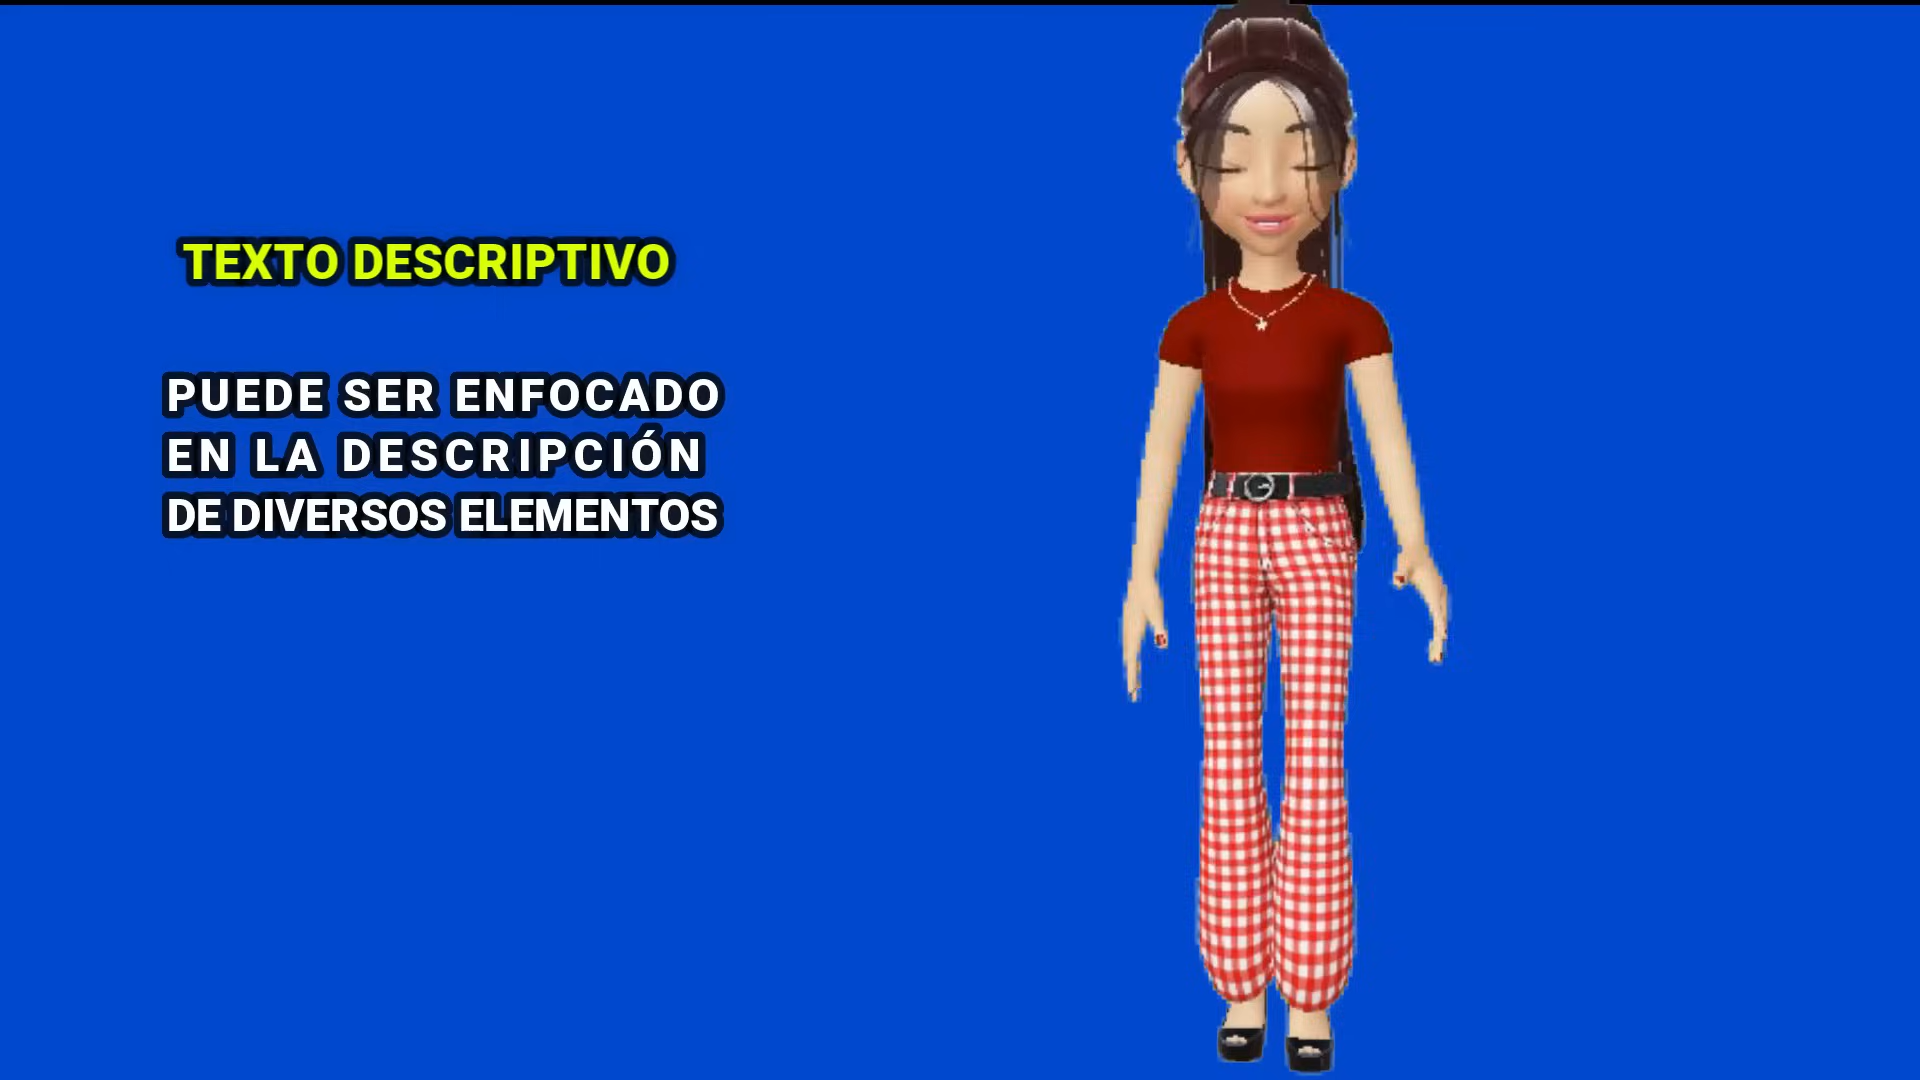 TEXTO DESCRIPTIVO
PUEDE SER ENFOCADO
EN LA DESCRIPCIÓN
DE DIVERSOS ELEMENTOS